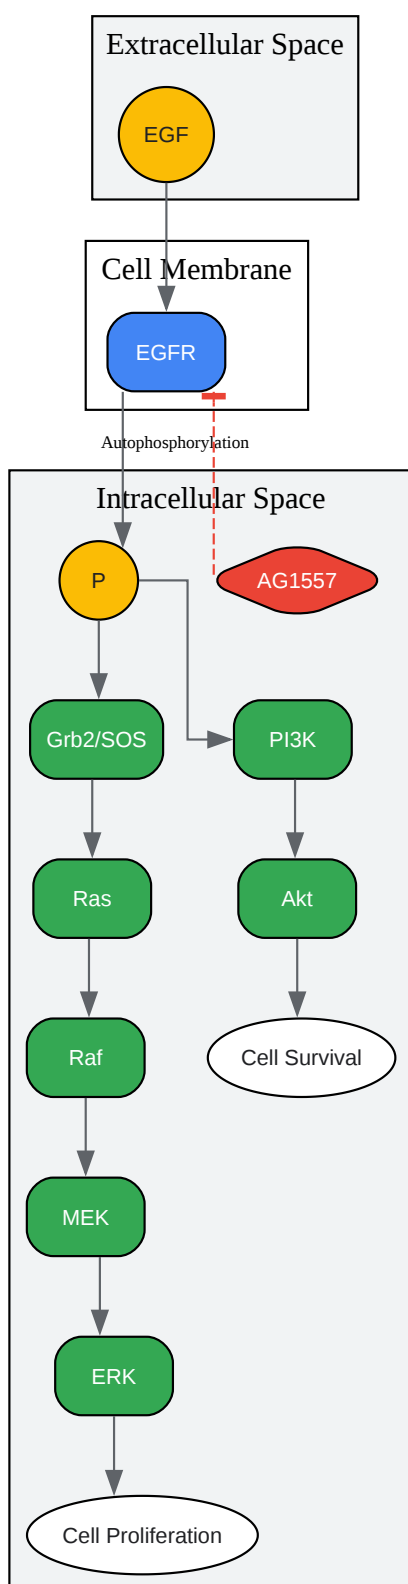 Extracellular Space
EGF
Cell Membrane
EGFR
Autophosphorylation
Intracellular Space
P
AG1557
Grb2/SOS
PI3K
Ras
Akt
Raf
Cell Survival
MEK
ERK
Cell Proliferation